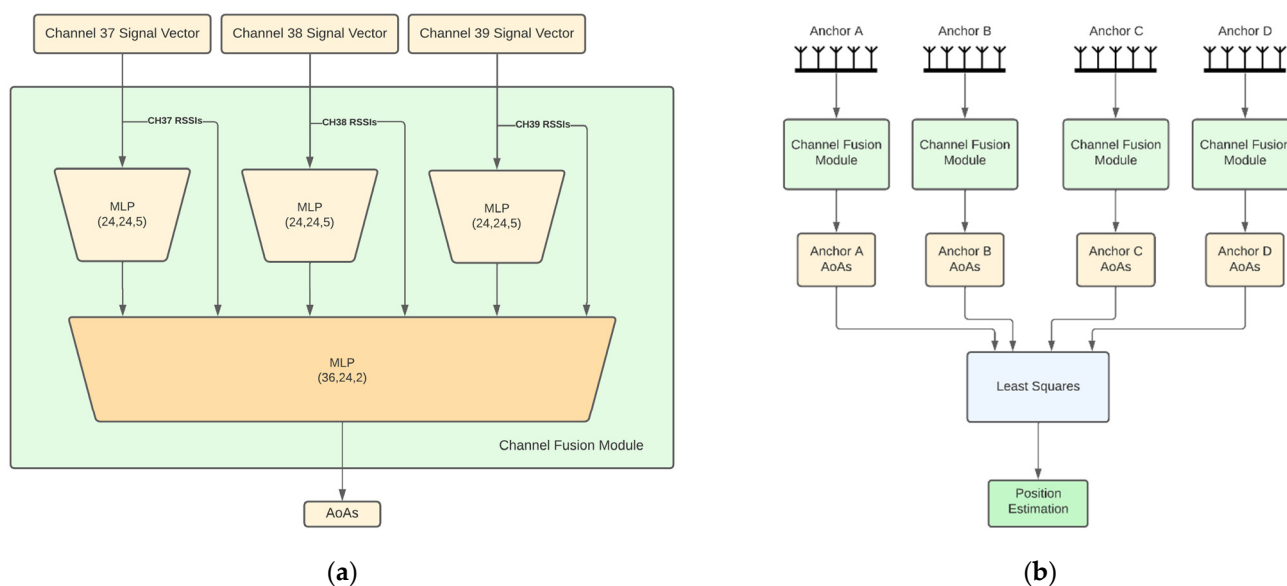 Channel 37 Signal Vector
Channel 38 Signal Vector
Channel 39 Signal Vector
CH37 RSSIs
CH38 RSSIs
CH39 RSSIs
MLP
(24,24,5)
MLP
(24,24,5)
MLP
(24,24,5)
MLP
(36,24,2)
Channel Fusion Module
AoAs
(a)
Anchor A
Anchor B
Anchor C
Anchor D
Channel Fusion
Module
Channel Fusion
Module
Channel Fusion
Module
Channel Fusion
Module
Anchor A
AoAs
Anchor B
AoAs
Anchor C
AoAs
Anchor D
AoAs
Least Squares
Position
Estimation
(b)